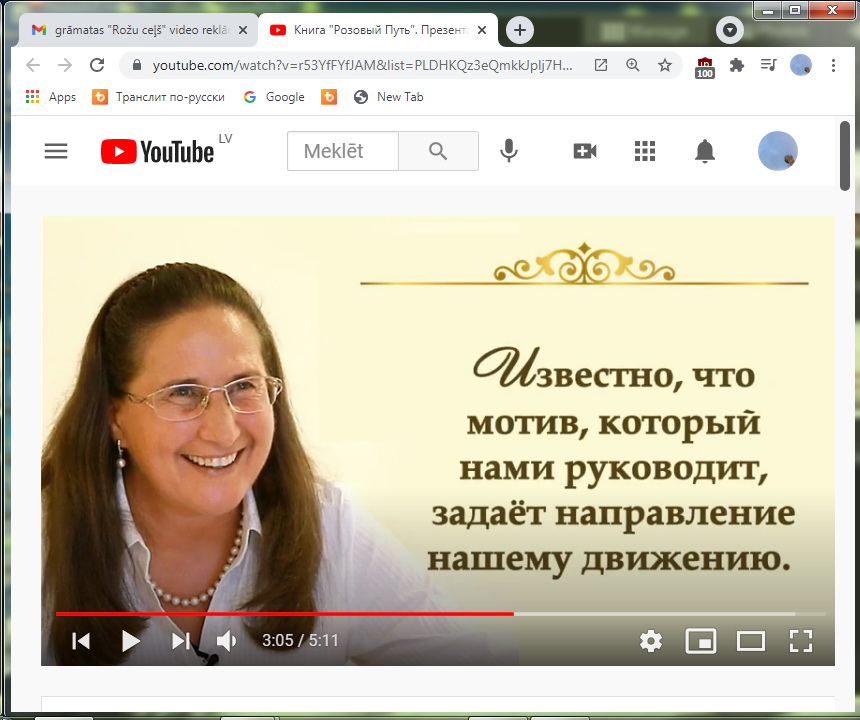 grāmatas "Rožu ceļš" video reklā
Книга "Розовый Путь". Презента
youtube.com/watch?v=r53YfFYfJAM&list=PLDHKQz3eQmkkJpIj7H...
100
Apps
Транслит по-русски
Google
New Tab
YouTube LV
Meklēt
Известно, что
мотив, который
нами руководит,
задаёт направление
нашему движению.
3:05 / 5:11